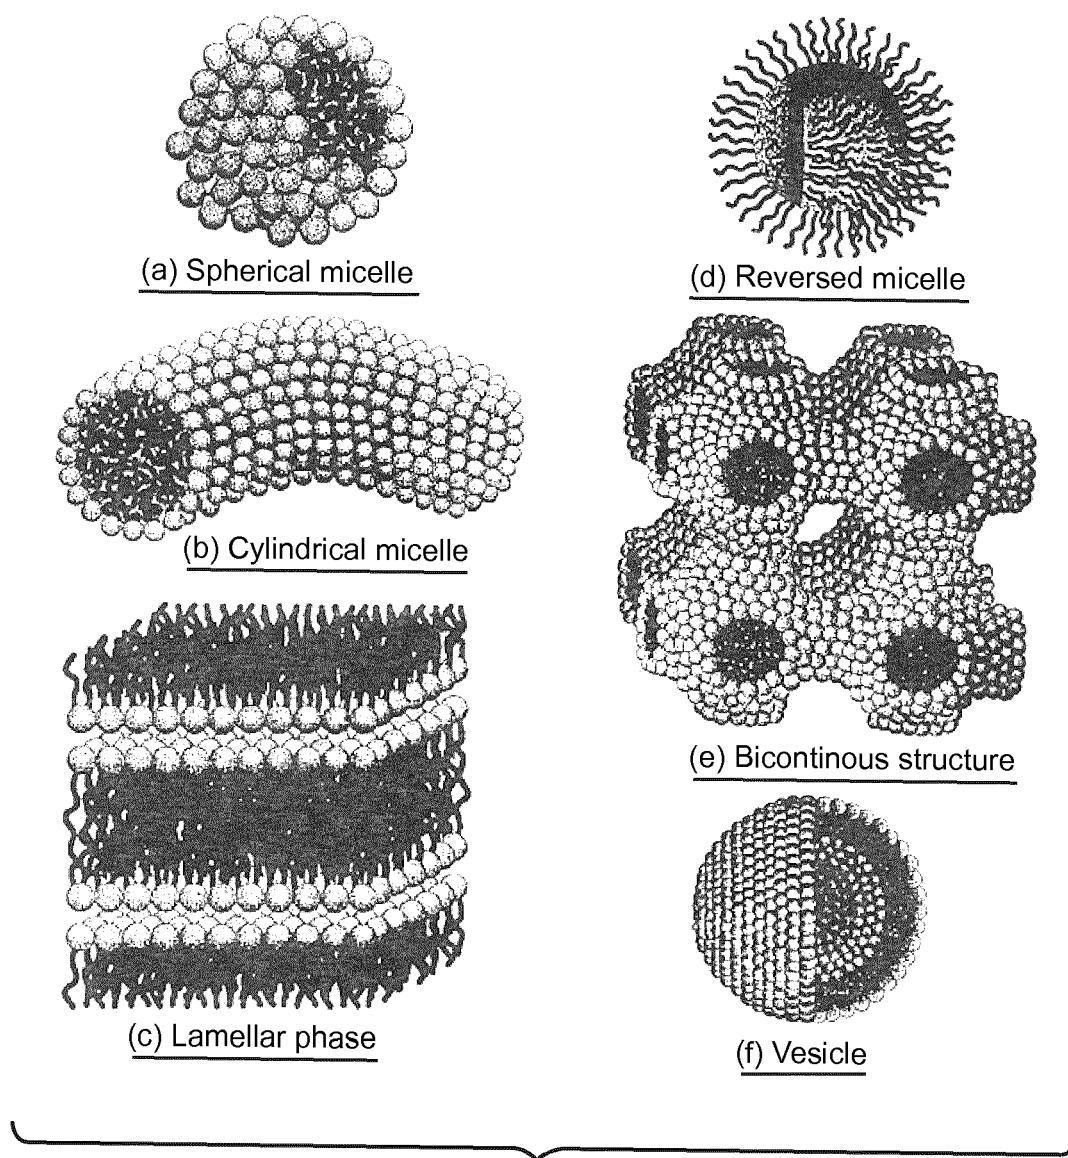 (a) Spherical micelle
(b) Cylindrical micelle
(c) Lamellar phase
(d) Reversed micelle
(e) Bicontinous structure
(f) Vesicle